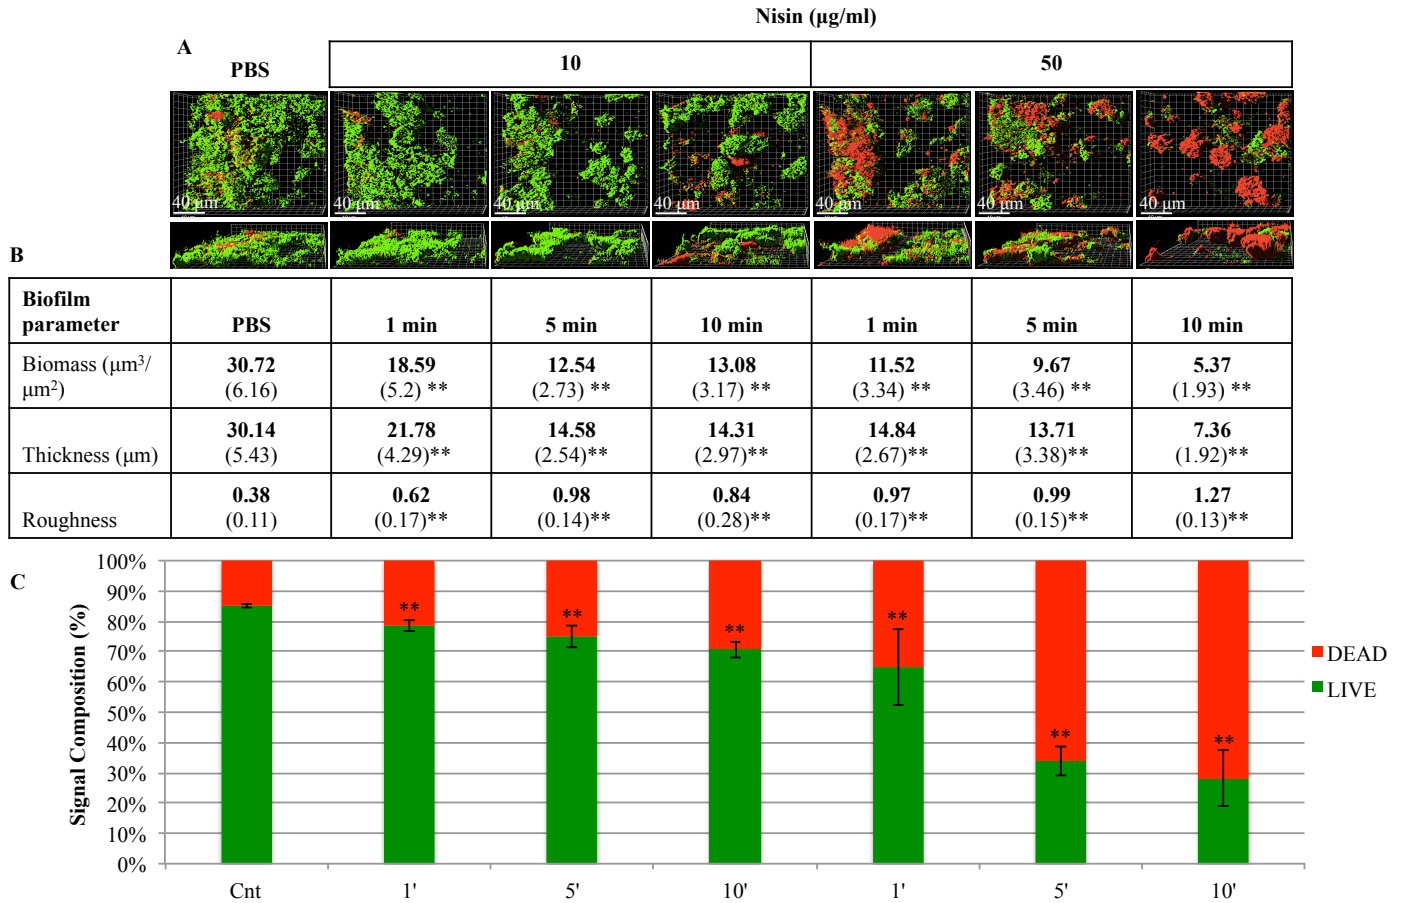 Nisin (µg/ml)
A
PBS
10
50
40 µm
40 µm
40 µm
40 µm
40 µm
40 µm
40 µm
B
Biofilm parameter PBS 1 min 5 min 10 min 1 min 5 min 10 min
Biomass (µm³/ 30.72 18.59 12.54 13.08 11.52 9.67 5.37
µm²) (6.16) (5.2) ** (2.73) ** (3.17) ** (3.34) ** (3.46) ** (1.93) **
30.14 21.78 14.58 14.31 14.84 13.71 7.36
Thickness (µm) (5.43) (4.29)** (2.54)** (2.97)** (2.67)** (3.38)** (1.92)**
0.38 0.62 0.98 0.84 0.97 0.99 1.27
Roughness (0.11) (0.17)** (0.14)** (0.28)** (0.17)** (0.15)** (0.13)**
C
Signal Composition (%)
100%
90%
80%
70%
60%
50%
40%
30%
20%
10%
0%
** ** ** ** ** **
Cnt 1' 5' 10' 1' 5' 10'
DEAD
LIVE